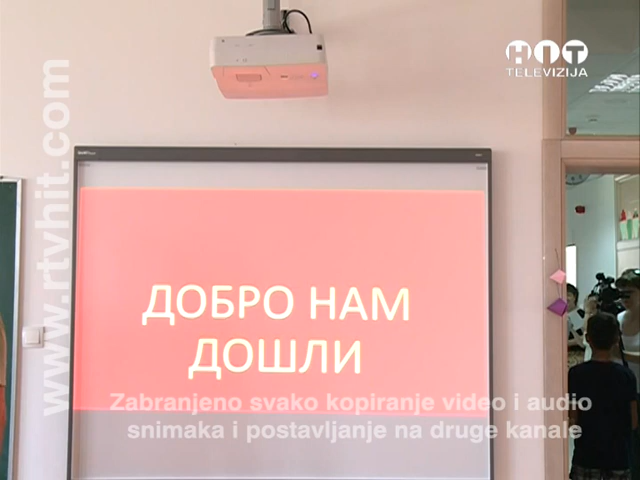 HIT
TELEVIZIJA
www.rtvhit.com
ДОБРО НАМ
ДОШЛИ
Zabranjeno svako kopiranje video i audio
snimaka i postavljanje na druge kanale